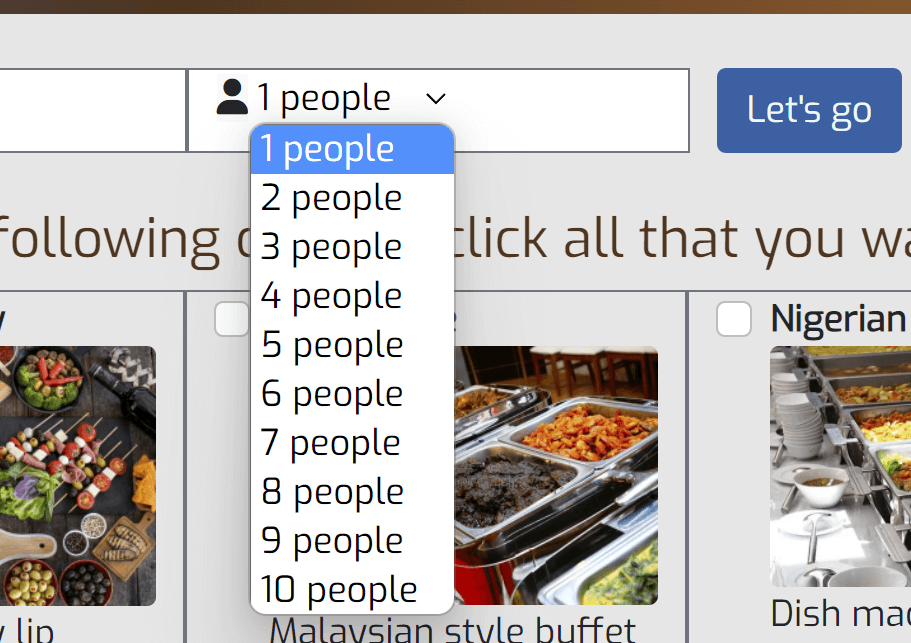 1 people
Let's go
1 people
2 people
following
click all that you
3 people
4 people
5 people
6 people
7 people
8 people
9 people
10 people
Nigerian
lip
Malaysian style buffet
Dish